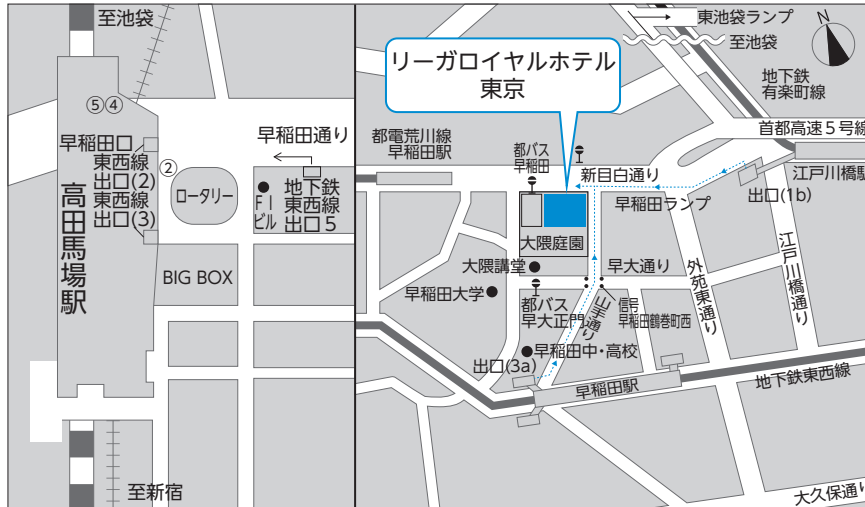 至池袋
⑤④
早稲田口
東西線
出口(2)
東西線
出口(3)
高田馬場駅
②
ロータリー
早稲田通り
FI
ビル
地下鉄
東西線
出口5
BIG BOX
至新宿
リーガロイヤルホテル
東京
東池袋ランプ
至池袋
N
地下鉄
有楽町線
首都高速5号線
都電荒川線
早稲田駅
都バス
早稲田
新目白通り
江戸川橋駅
出口(1b)
早稲田ランプ
大隈庭園
大隈講堂
早大通り
早稲田大学
都バス
早大正門
山手通り
信号
早稲田鶴巻町西
外苑東通り
江戸川橋通り
早稲田中・高校
出口(3a)
早稲田駅
地下鉄東西線
大久保通り